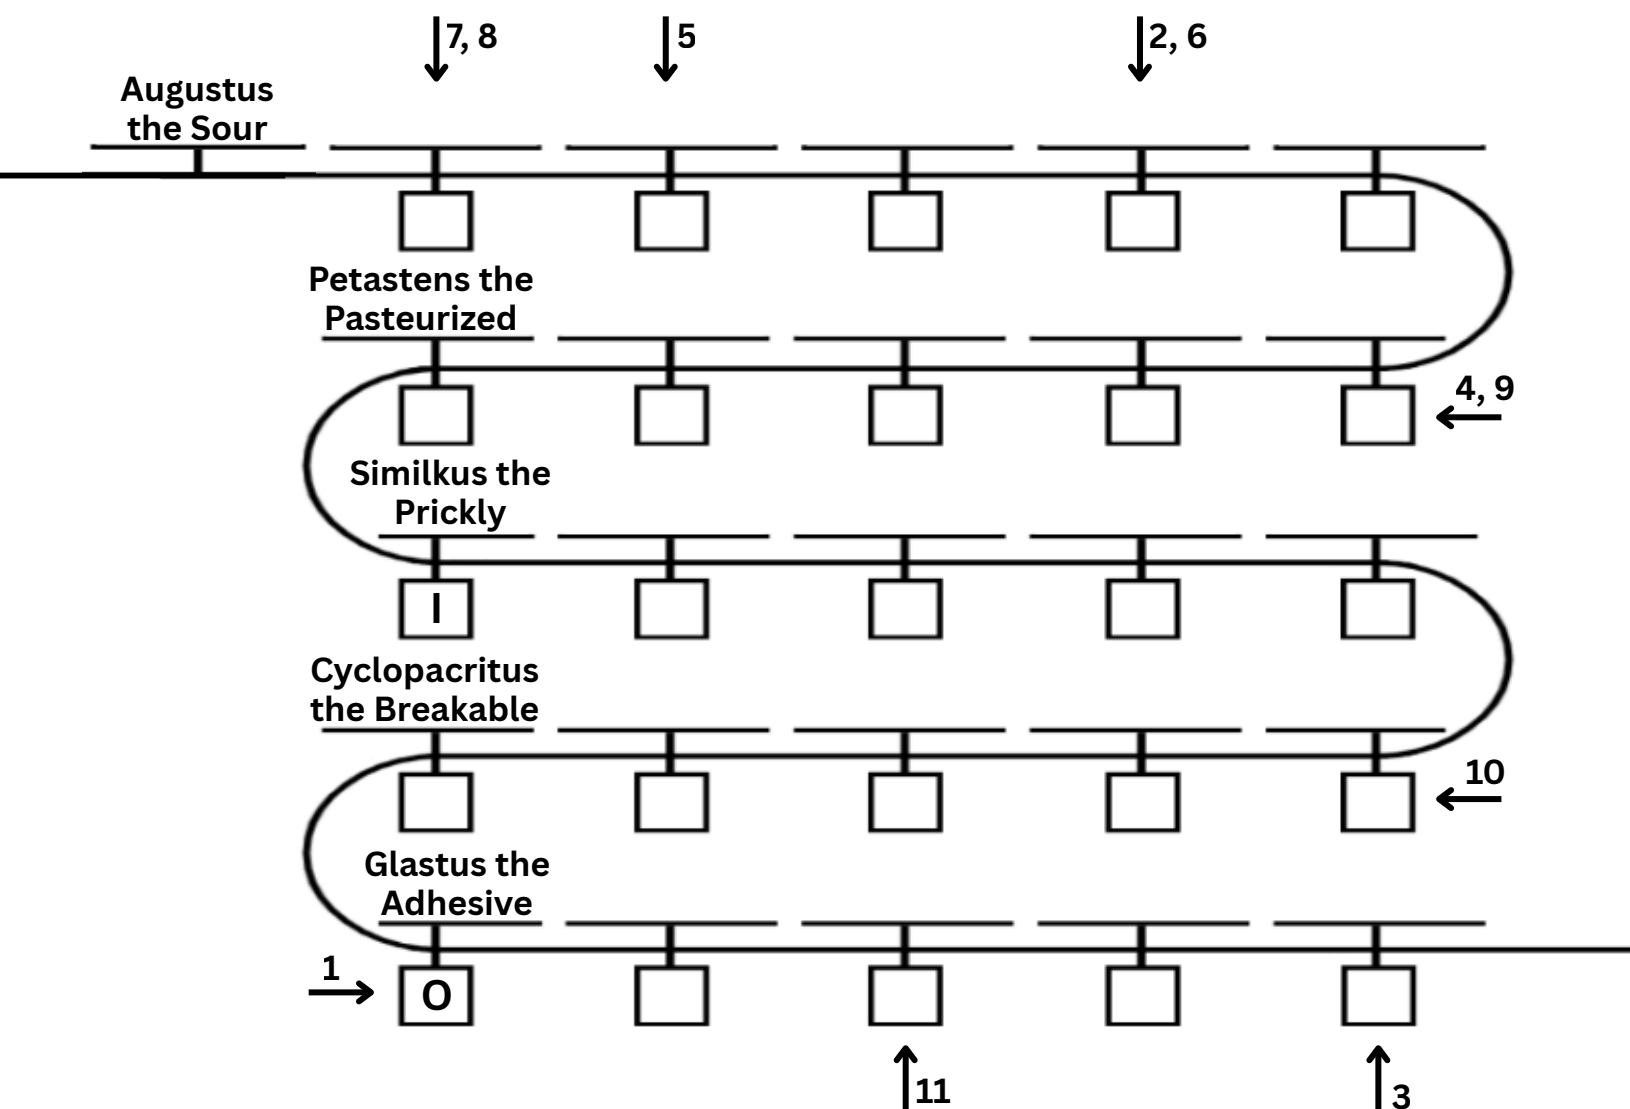 7, 8
5
2, 6
Augustus
the Sour
Petastens the
Pasteurized
4, 9
Similkus the
Prickly
I
Cyclopacritus
the Breakable
10
Glastus the
Adhesive
1
O
11
3